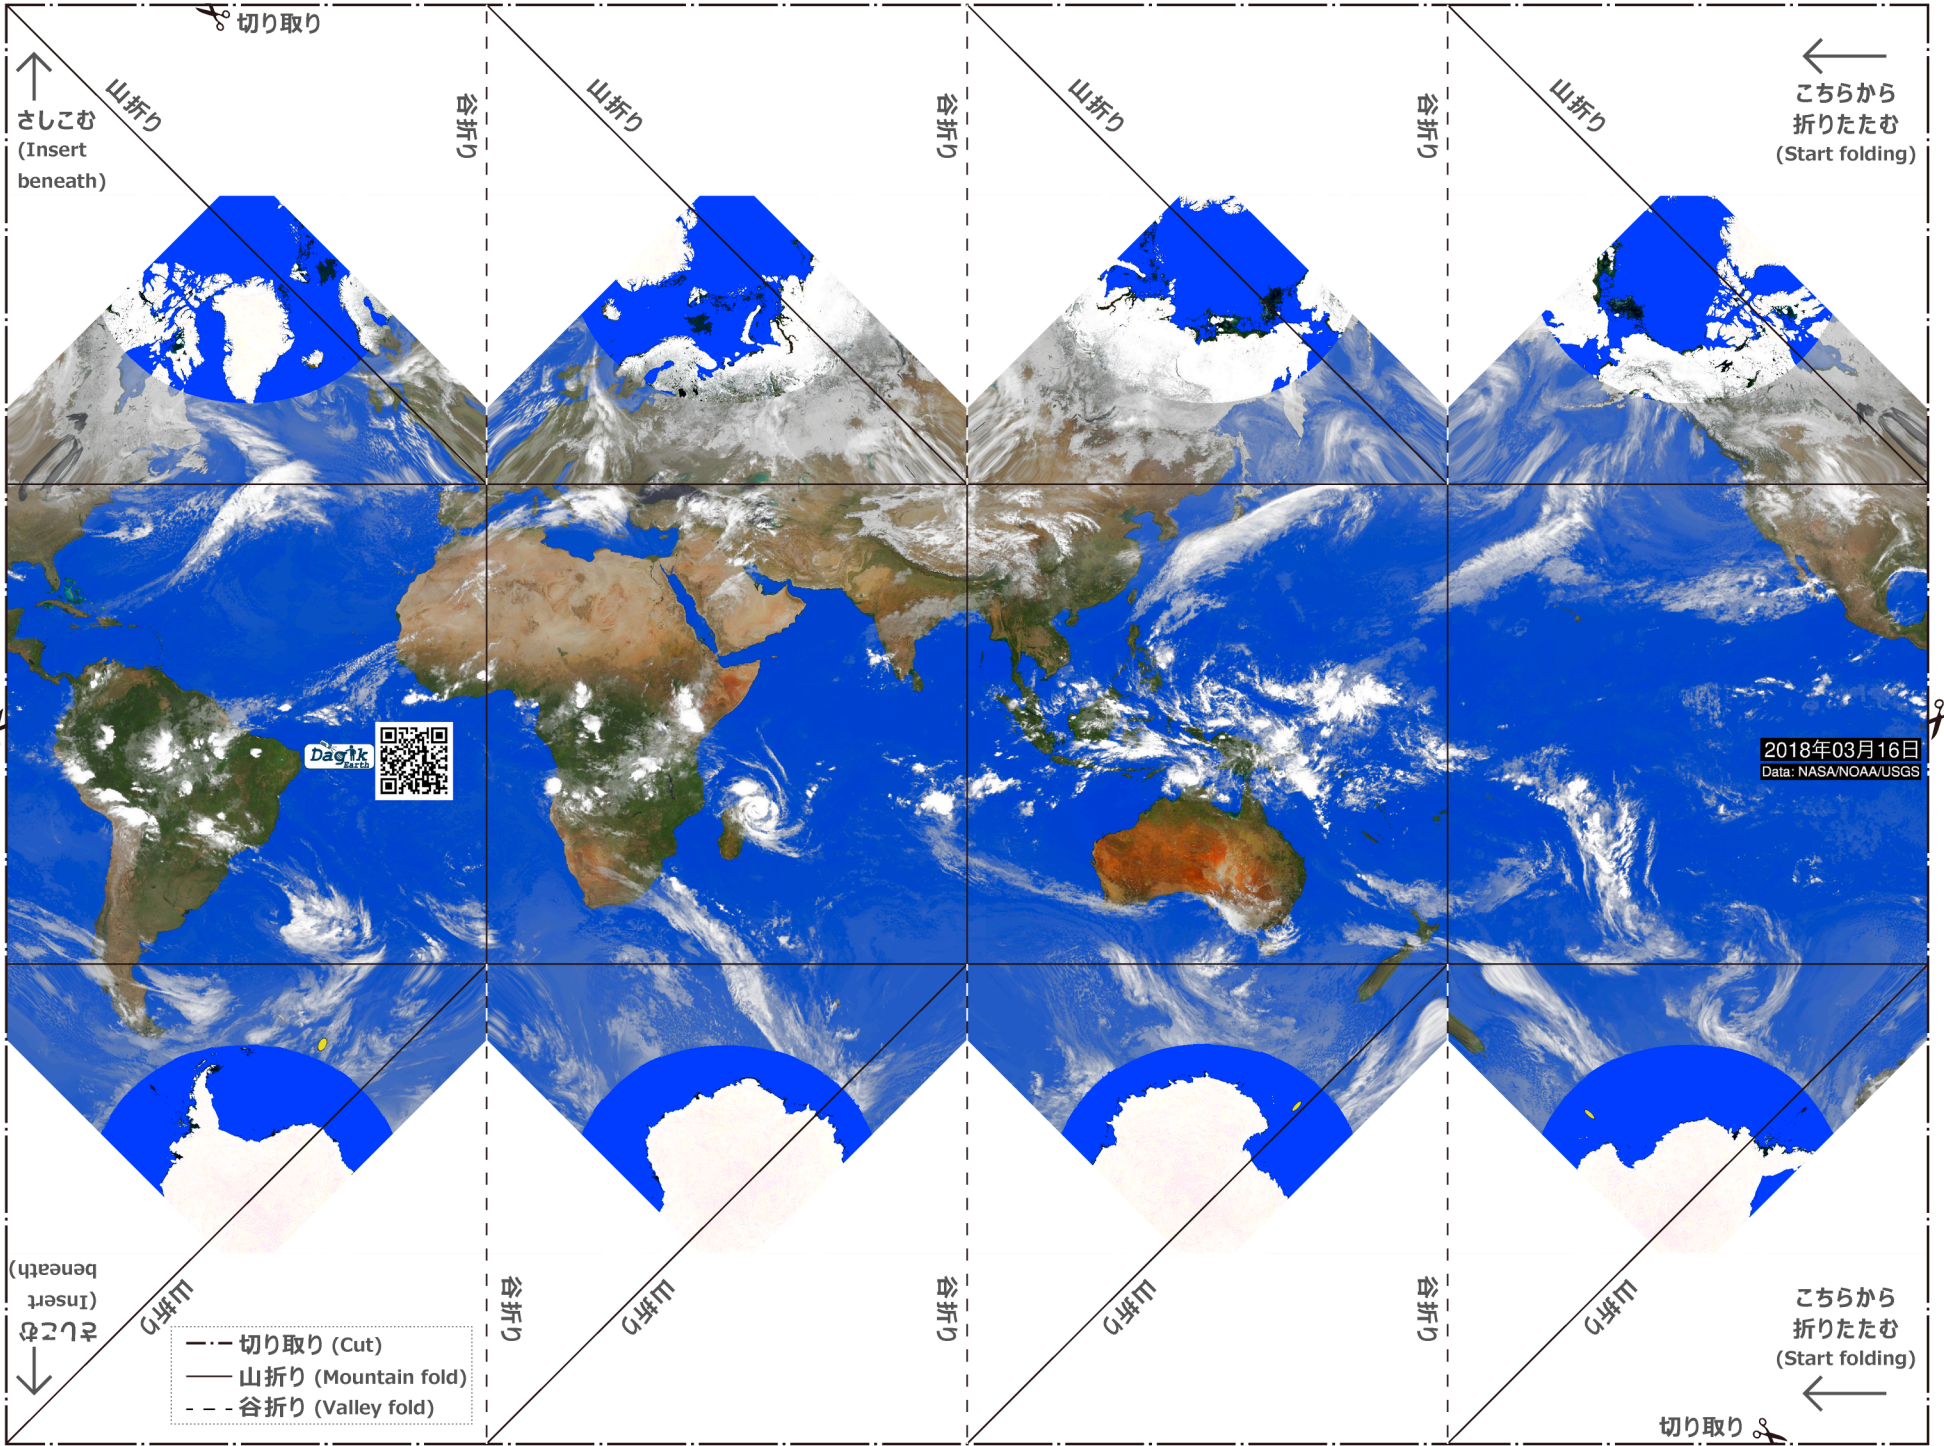 切り取り
さしこむ
(Insert
beneath)
山折り
谷折り
山折り
谷折り
山折り
谷折り
山折り
こちらから
折りたたむ
(Start folding)
Dagik
Earth
2018年03月16日
Data: NASA/NOAA/USGS
さしこむ
(Insert
beneath)
山折り
谷折り
山折り
谷折り
山折り
谷折り
山折り
こちらから
折りたたむ
(Start folding)
切り取り (Cut)
山折り (Mountain fold)
谷折り (Valley fold)
切り取り